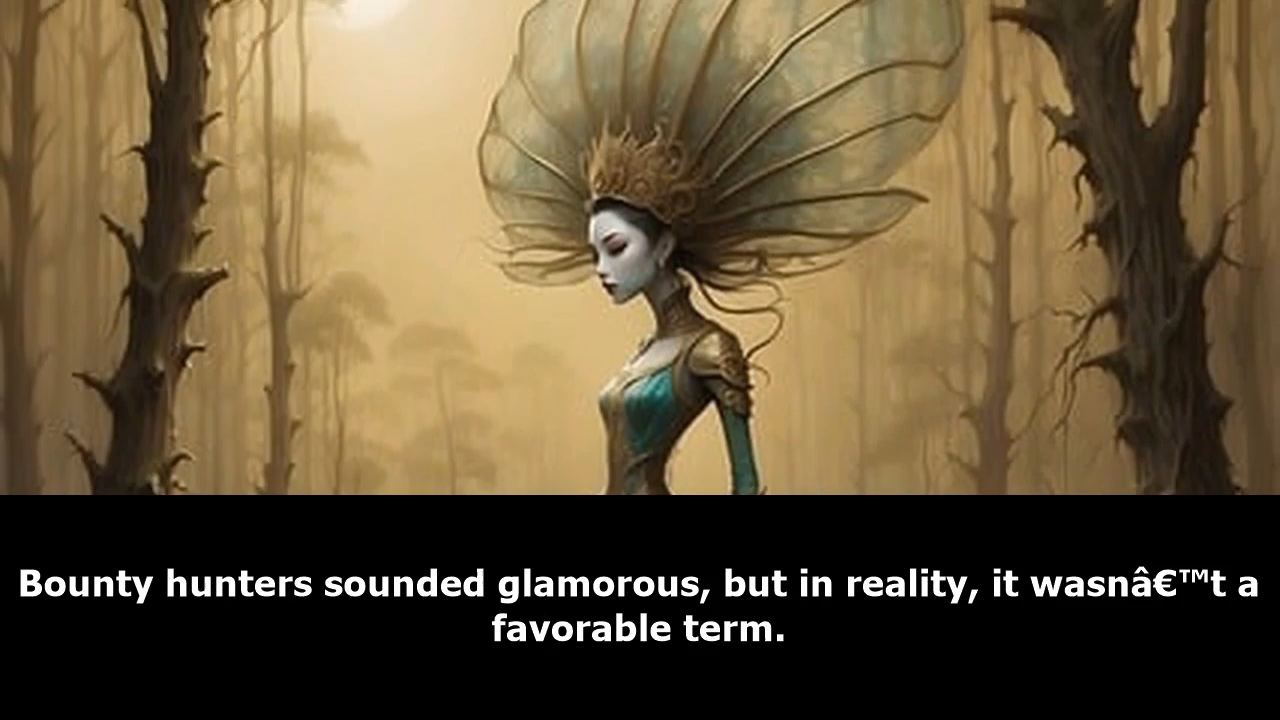 Bounty hunters sounded glamorous, but in reality, it wasnâ€™t a
favorable term.